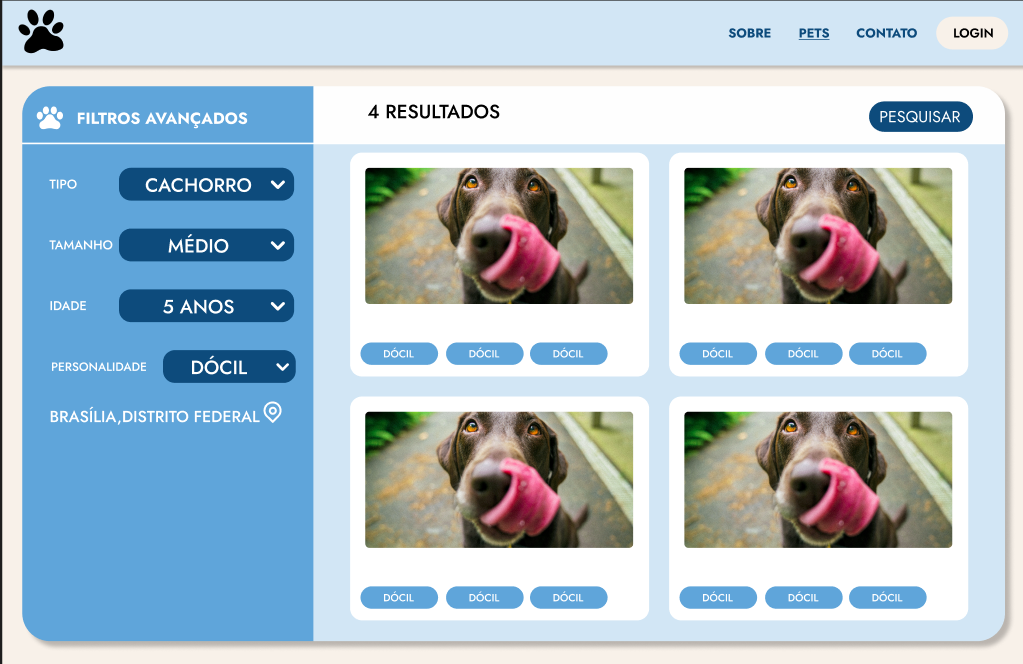 SOBRE PETS CONTATO LOGIN
FILTROS AVANÇADOS
4 RESULTADOS
PESQUISAR
TIPO CACHORRO
TAMANHO MÉDIO
IDADE 5 ANOS
PERSONALIDADE DÓCIL
BRASÍLIA,DISTRITO FEDERAL
DÓCIL DÓCIL DÓCIL
DÓCIL DÓCIL DÓCIL
DÓCIL DÓCIL DÓCIL
DÓCIL DÓCIL DÓCIL